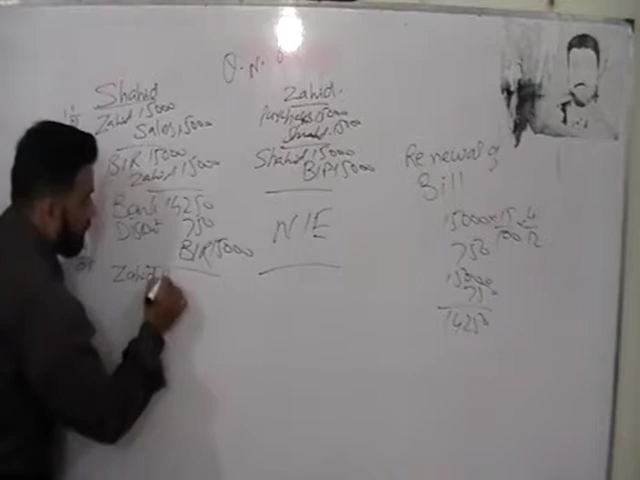 Q.N.
Shahid
Zahid 15000
Sales 15000
B/R 15000
Zahid 15000
Bank 14250
Disct 750
B/R 15000
Zahid
Zahid.
Purchases 15000
Shahid 15000
Shahid 15000
B/P 15000
N/E
Renewal of
Bill
15000 x 15 x 4
100 12
750
15000
750
14250